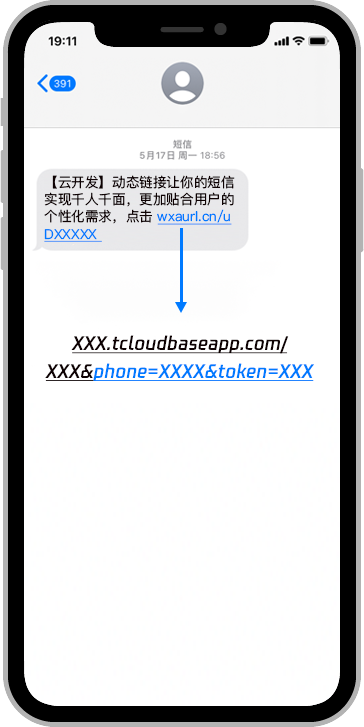 19:11
391
短信
5月17日 周一 18:56
【云开发】动态链接让你的短信
实现千人千面，更加贴合用户的
个性化需求，点击 wxaurl.cn/u
DXXXXX
XXX.tcloudbaseapp.com/
XXX&phone=XXXX&token=XXX